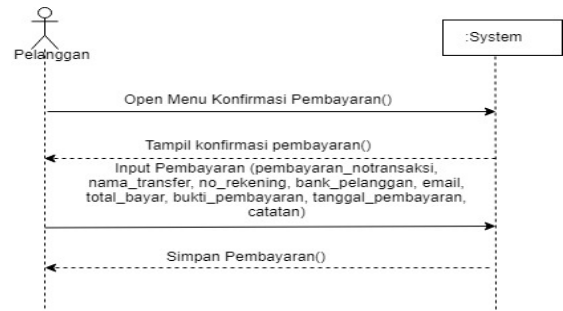 Pelanggan
:System
Open Menu Konfirmasi Pembayaran()
Tampil konfirmasi pembayaran()
Input Pembayaran (pembayaran_notransaksi,
nama_transfer, no_rekening, bank_pelanggan, email,
total_bayar, bukti_pembayaran, tanggal_pembayaran,
catatan)
Simpan Pembayaran()